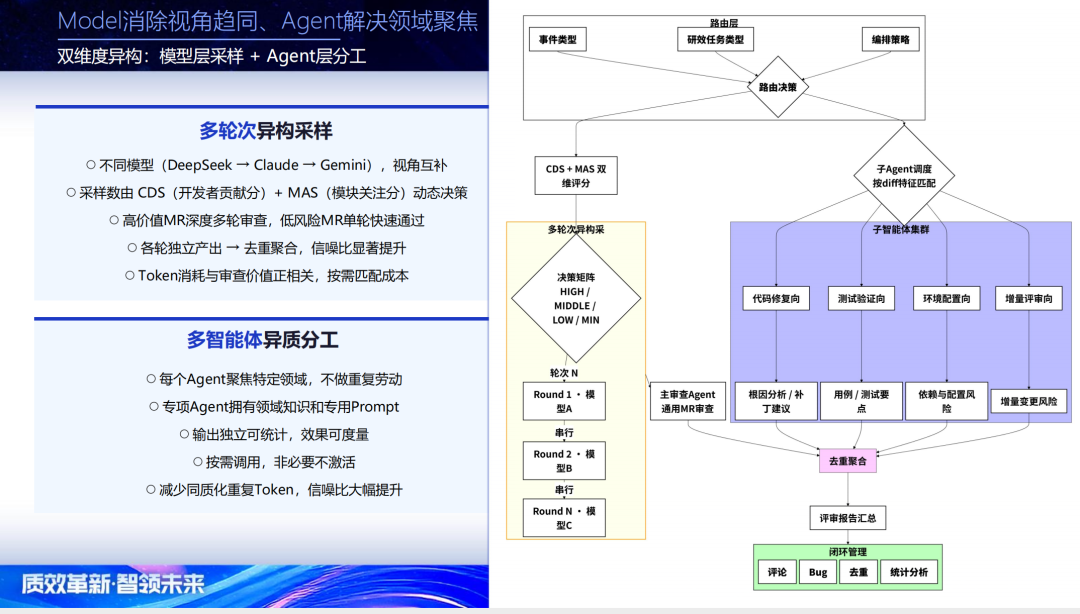 Model消除视角趋同、Agent解决领域聚焦
双维度异构：模型层采样 + Agent层分工
多轮次异构采样
○ 不同模型（DeepSeek → Claude → Gemini），视角互补
○ 采样数由 CDS（开发者贡献分）+ MAS（模块关注分）动态决策
○ 高价值MR深度多轮审查，低风险MR单轮快速通过
○ 各轮独立产出 → 去重聚合，信噪比显著提升
○ Token消耗与审查价值正相关，按需匹配成本
多智能体异质分工
○ 每个Agent聚焦特定领域，不做重复劳动
○ 专项Agent拥有领域知识和专用Prompt
○ 输出独立可统计，效果可度量
○ 按需调用，非必要不激活
○ 减少同质化重复Token，信噪比大幅提升
质效革新·智领未来
路由层
事件类型
研效任务类型
编排策略
路由决策
CDS + MAS 双
维评分
子Agent调度
按diff特征匹配
多轮次异构采
决策矩阵
HIGH /
MIDDLE /
LOW / MIN
轮次 N
Round 1 · 模
型A
串行
Round 2 · 模
型B
串行
Round N · 模
型C
主审查Agent
通用MR审查
子智能体集群
代码修复向
测试验证向
环境配置向
增量评审向
根因分析 / 补
丁建议
用例 / 测试要
点
依赖与配置风
险
增量变更风险
去重聚合
评审报告汇总
闭环管理
评论
Bug
去重
统计分析